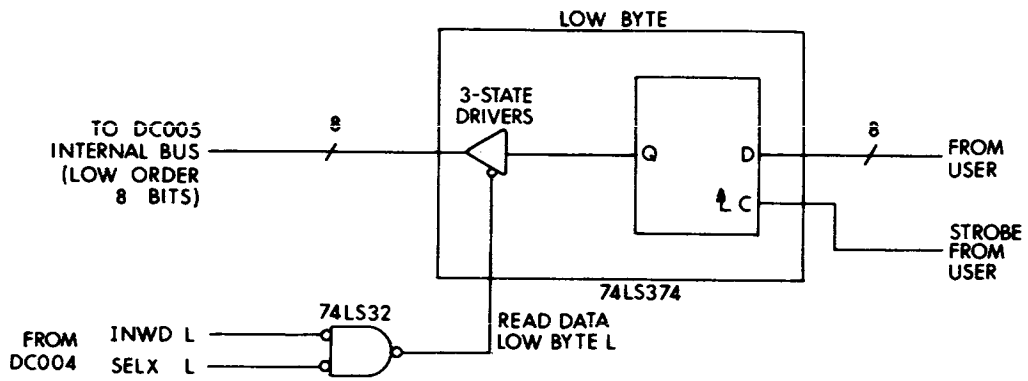 LOW BYTE
3-STATE
DRIVERS
8
TO DC005
INTERNAL BUS
(LOW ORDER
8 BITS)
Q
D
C
8
FROM
USER
STROBE
FROM
USER
74LS374
74LS32
READ DATA
LOW BYTE L
FROM
DC004
INWD L
SELX L